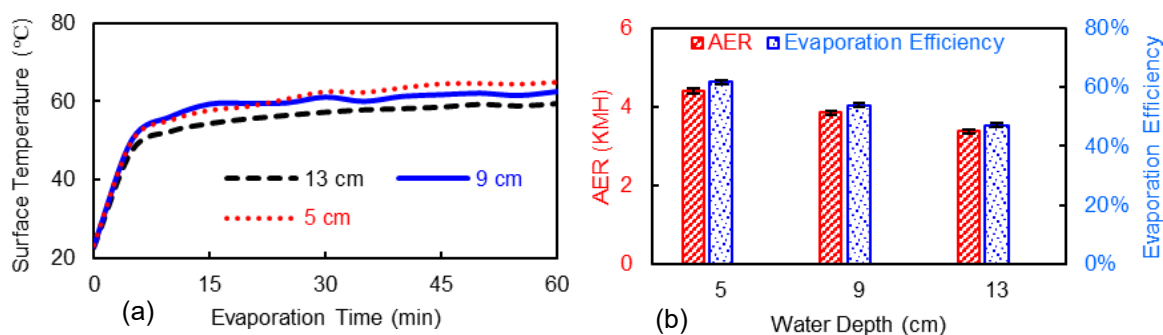 80
60
40
20
Surface Temperature (°C)
0
15
30
45
60
Evaporation Time (min)
13 cm
9 cm
5 cm
(a)
6
4
2
0
AER (KMH)
AER
Evaporation Efficiency
5
9
13
Water Depth (cm)
80%
60%
40%
20%
0%
Evaporation Efficiency
(b)